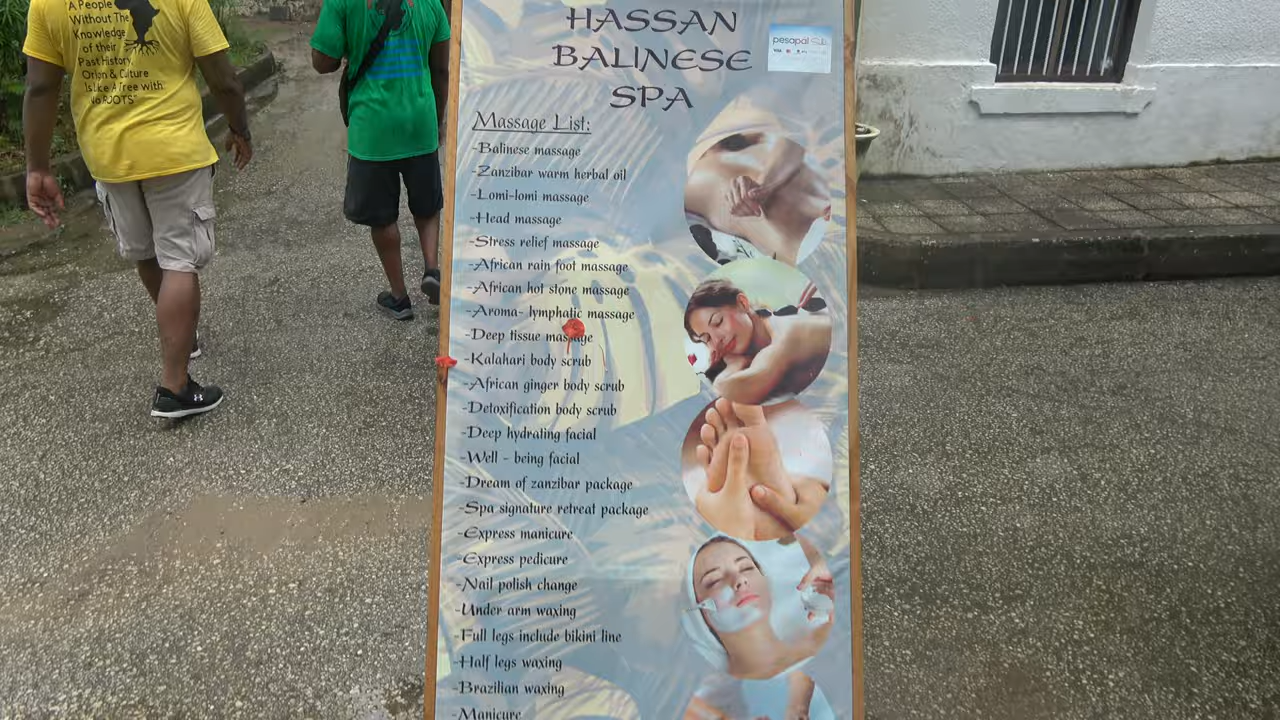 "A People
Without The
Knowledge
of their
Past History,
Origin & Culture
Is Like A Tree with
"No ROOTS"
HASSAN
BALINESE
SPA
pesapal
VISA
Massage List:
-Balinese massage
-Zanzibar warm herbal oil
-Lomi-lomi massage
-Head massage
-Stress relief massage
-African rain foot massage
-African hot stone massage
-Aroma- lymphatic massage
-Deep tissue massage
-Kalahari body scrub
-African ginger body scrub
-Detoxification body scrub
-Deep hydrating facial
-Well - being facial
-Dream of zanzibar package
-Spa signature retreat package
-Express manicure
-Express pedicure
-Nail polish change
-Under arm waxing
-Full legs include bikini line
-Half legs waxing
-Brazilian waxing
-Manicure